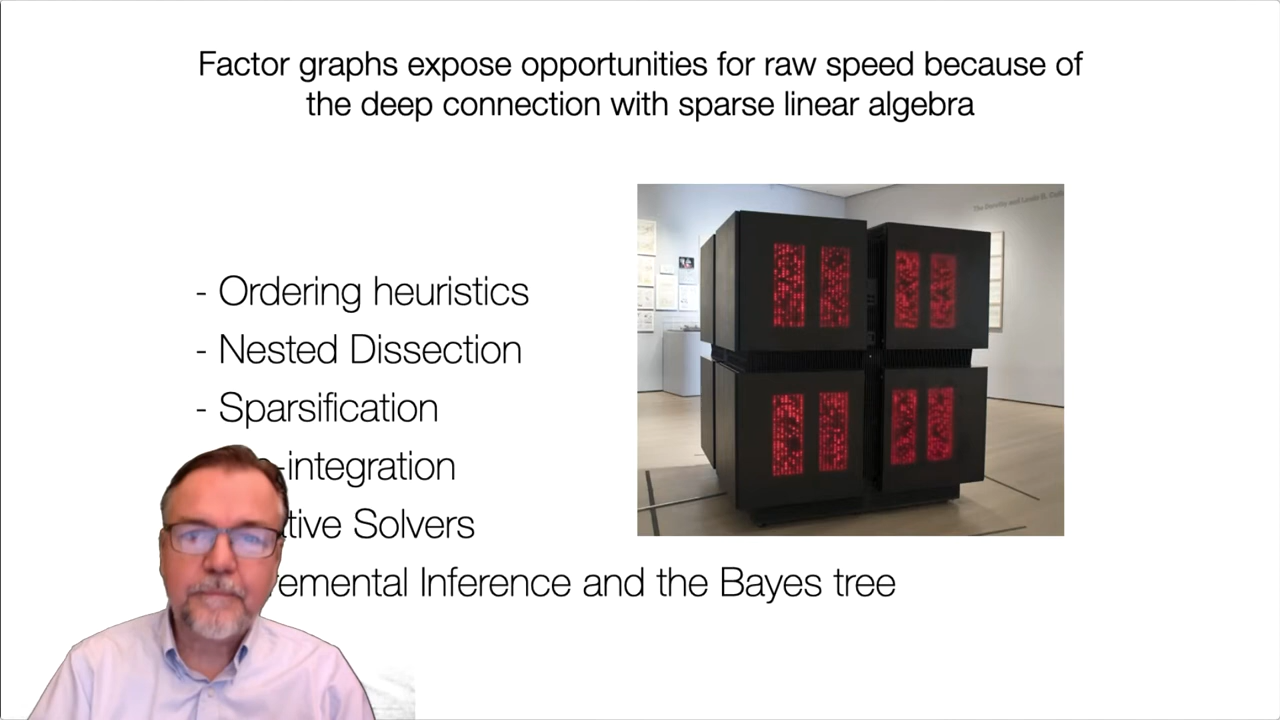 Factor graphs expose opportunities for raw speed because of
the deep connection with sparse linear algebra
- Ordering heuristics
- Nested Dissection
- Sparsification
-integration
tive Solvers
remental Inference and the Bayes tree